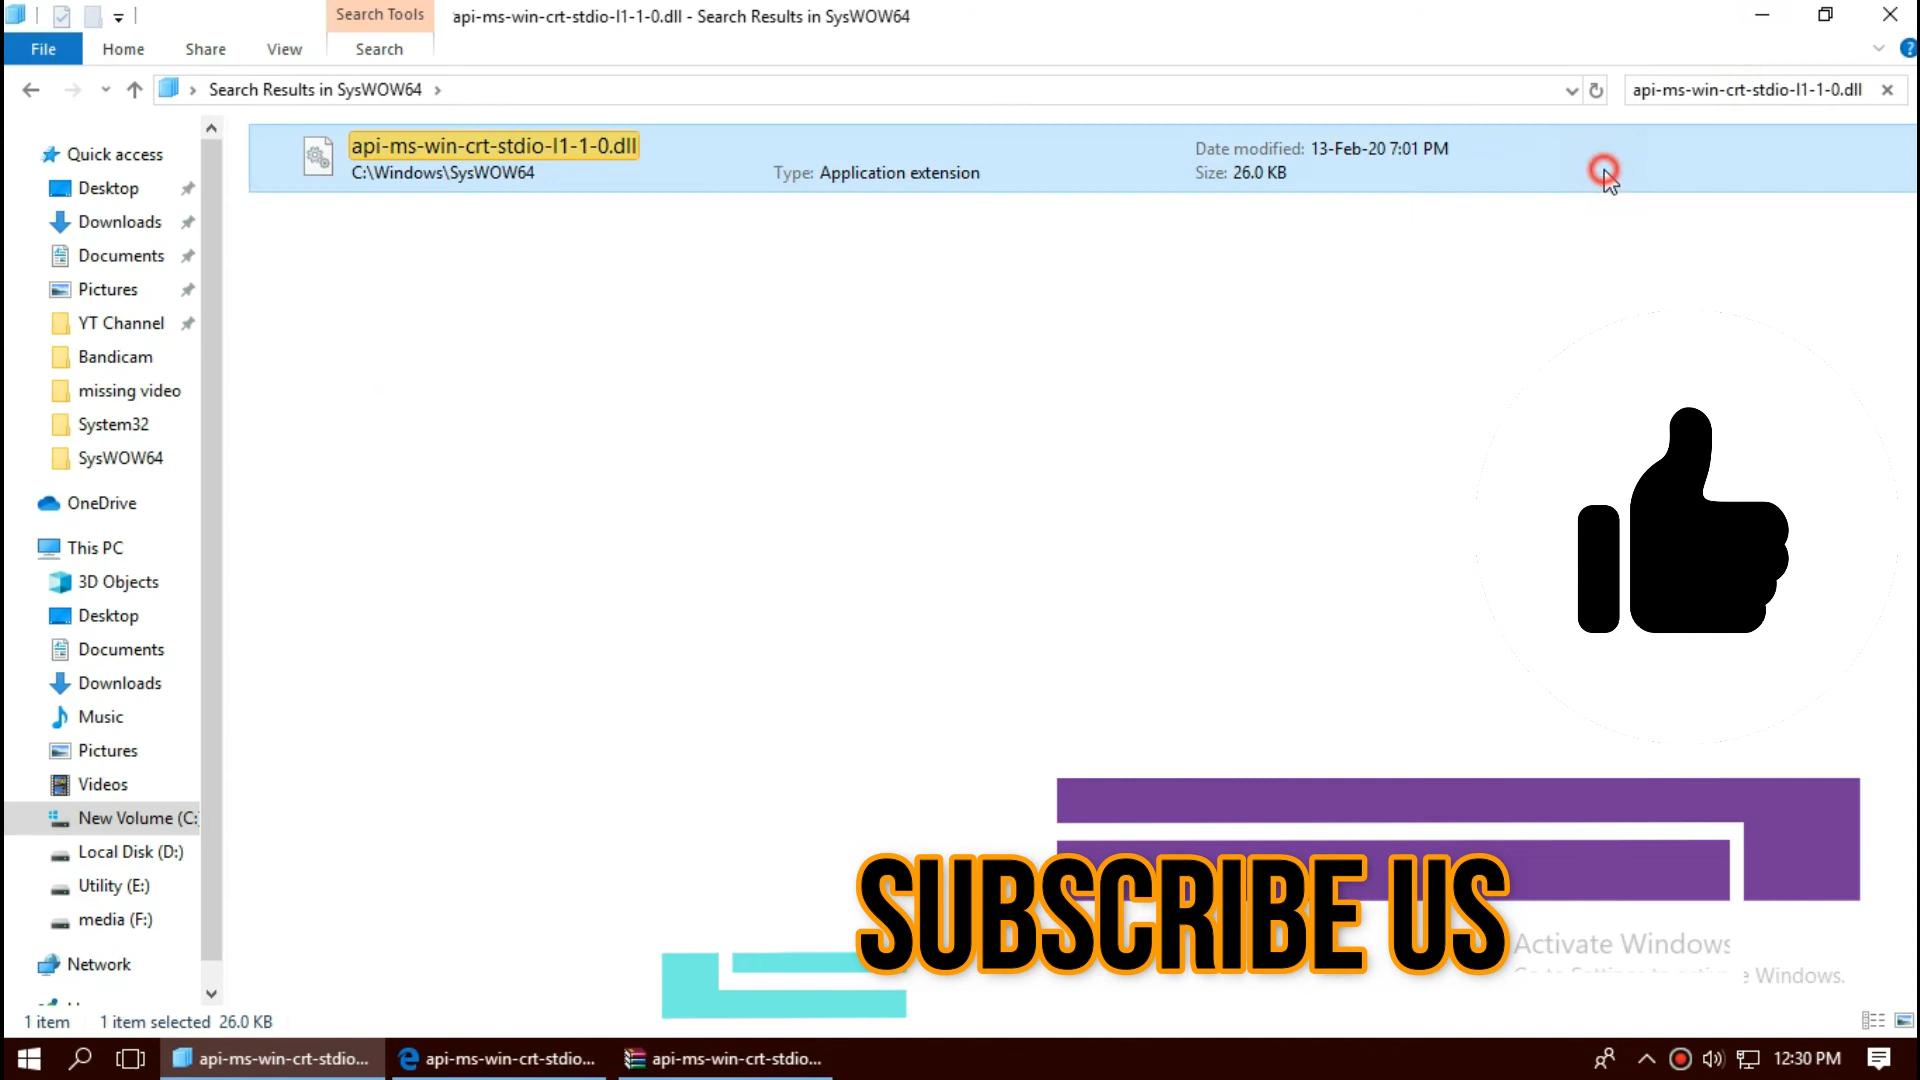 Search Tools
api-ms-win-crt-stdio-l1-1-0.dll - Search Results in SysWOW64
File
Home
Share
View
Search
Search Results in SysWOW64
api-ms-win-crt-stdio-l1-1-0.dll
Quick access
Desktop
Downloads
Documents
Pictures
YT Channel
Bandicam
missing video
System32
SysWOW64
OneDrive
This PC
3D Objects
Desktop
Documents
Downloads
Music
Pictures
Videos
New Volume (C:
Local Disk (D:)
Utility (E:)
media (F:)
Network
api-ms-win-crt-stdio-l1-1-0.dll
C:\Windows\SysWOW64
Type: Application extension
Date modified: 13-Feb-20 7:01 PM
Size: 26.0 KB
SUBSCRIBE US
Activate Windows
Windows.
1 item
1 item selected 26.0 KB
api-ms-win-crt-stdio...
api-ms-win-crt-stdio...
api-ms-win-crt-stdio...
12:30 PM